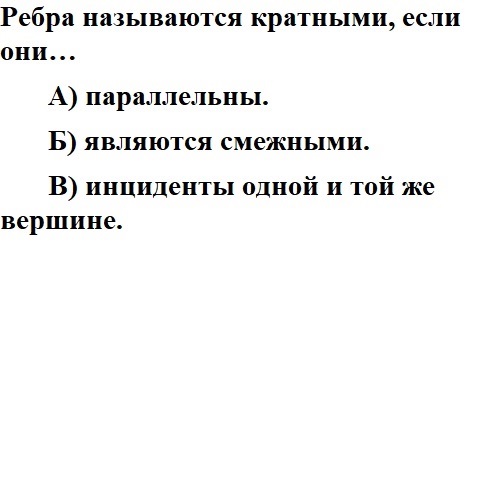 Ребра называются кратными, если
они…
А) параллельны.
Б) являются смежными.
В) инциденты одной и той же
вершине.